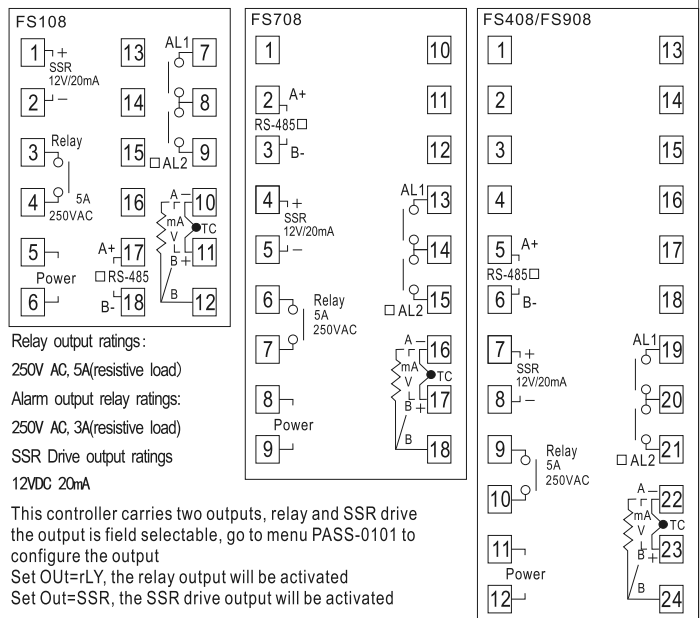 FS108
1 + 13 AL1 7
SSR
12V/20mA
2 − 14 8
3 Relay 15 □AL2 9
4 5A 16 A − 10
250VAC
mA
V
TC
5 A+ 17 B + 11
Power □RS-485
6 B- 18 B 12
FS708
1 10
2 A+ 11
RS-485□
3 B- 12
4 + AL1 13
SSR
12V/20mA
5 − 14
6 Relay □AL2 15
5A
250VAC
7 A − 16
mA
V
TC
8 B + 17
Power
9 B 18
FS408/FS908
1 13
2 14
3 15
4 16
5 A+ 17
RS-485□
6 B- 18
7 + AL1 19
SSR
12V/20mA
8 − 20
9 Relay □AL2 21
5A
250VAC
10 A − 22
mA
V
TC
11 B + 23
Power
12 B 24
Relay output ratings:
250V AC, 5A(resistive load)
Alarm output relay ratings:
250V AC, 3A(resistive load)
SSR Drive output ratings
12VDC 20mA
This controller carries two outputs, relay and SSR drive
the output is field selectable, go to menu PASS-0101 to
configure the output
Set OUt=rLY, the relay output will be activated
Set Out=SSR, the SSR drive output will be activated